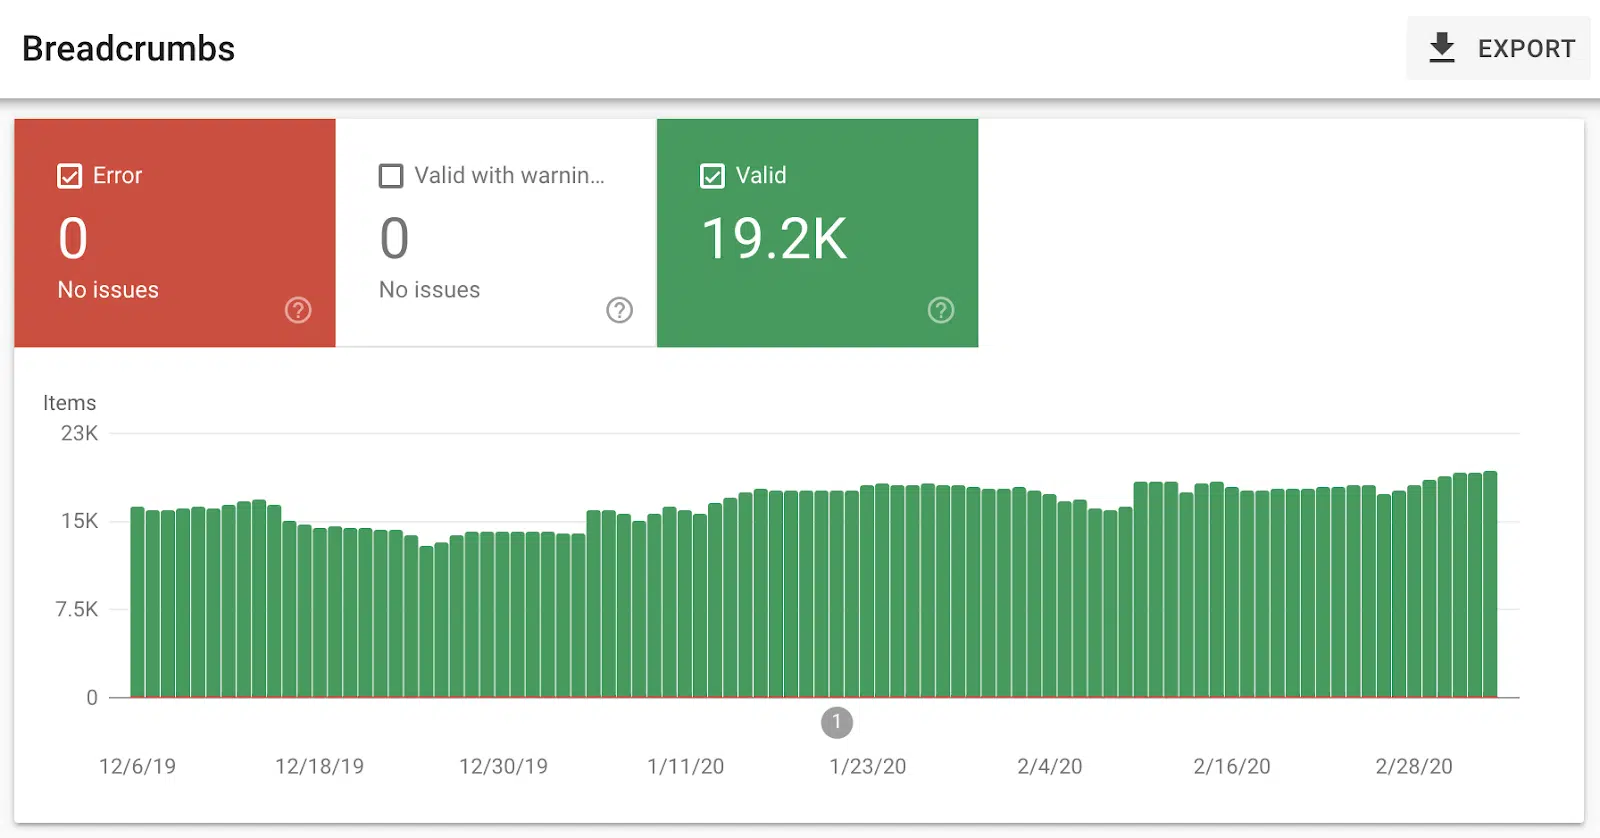 Breadcrumbs
EXPORT
Error
0
No issues
Valid with warnin...
0
No issues
Valid
19.2K
Items
23K
15K
7.5K
0
1
12/6/19 12/18/19 12/30/19 1/11/20 1/23/20 2/4/20 2/16/20 2/28/20